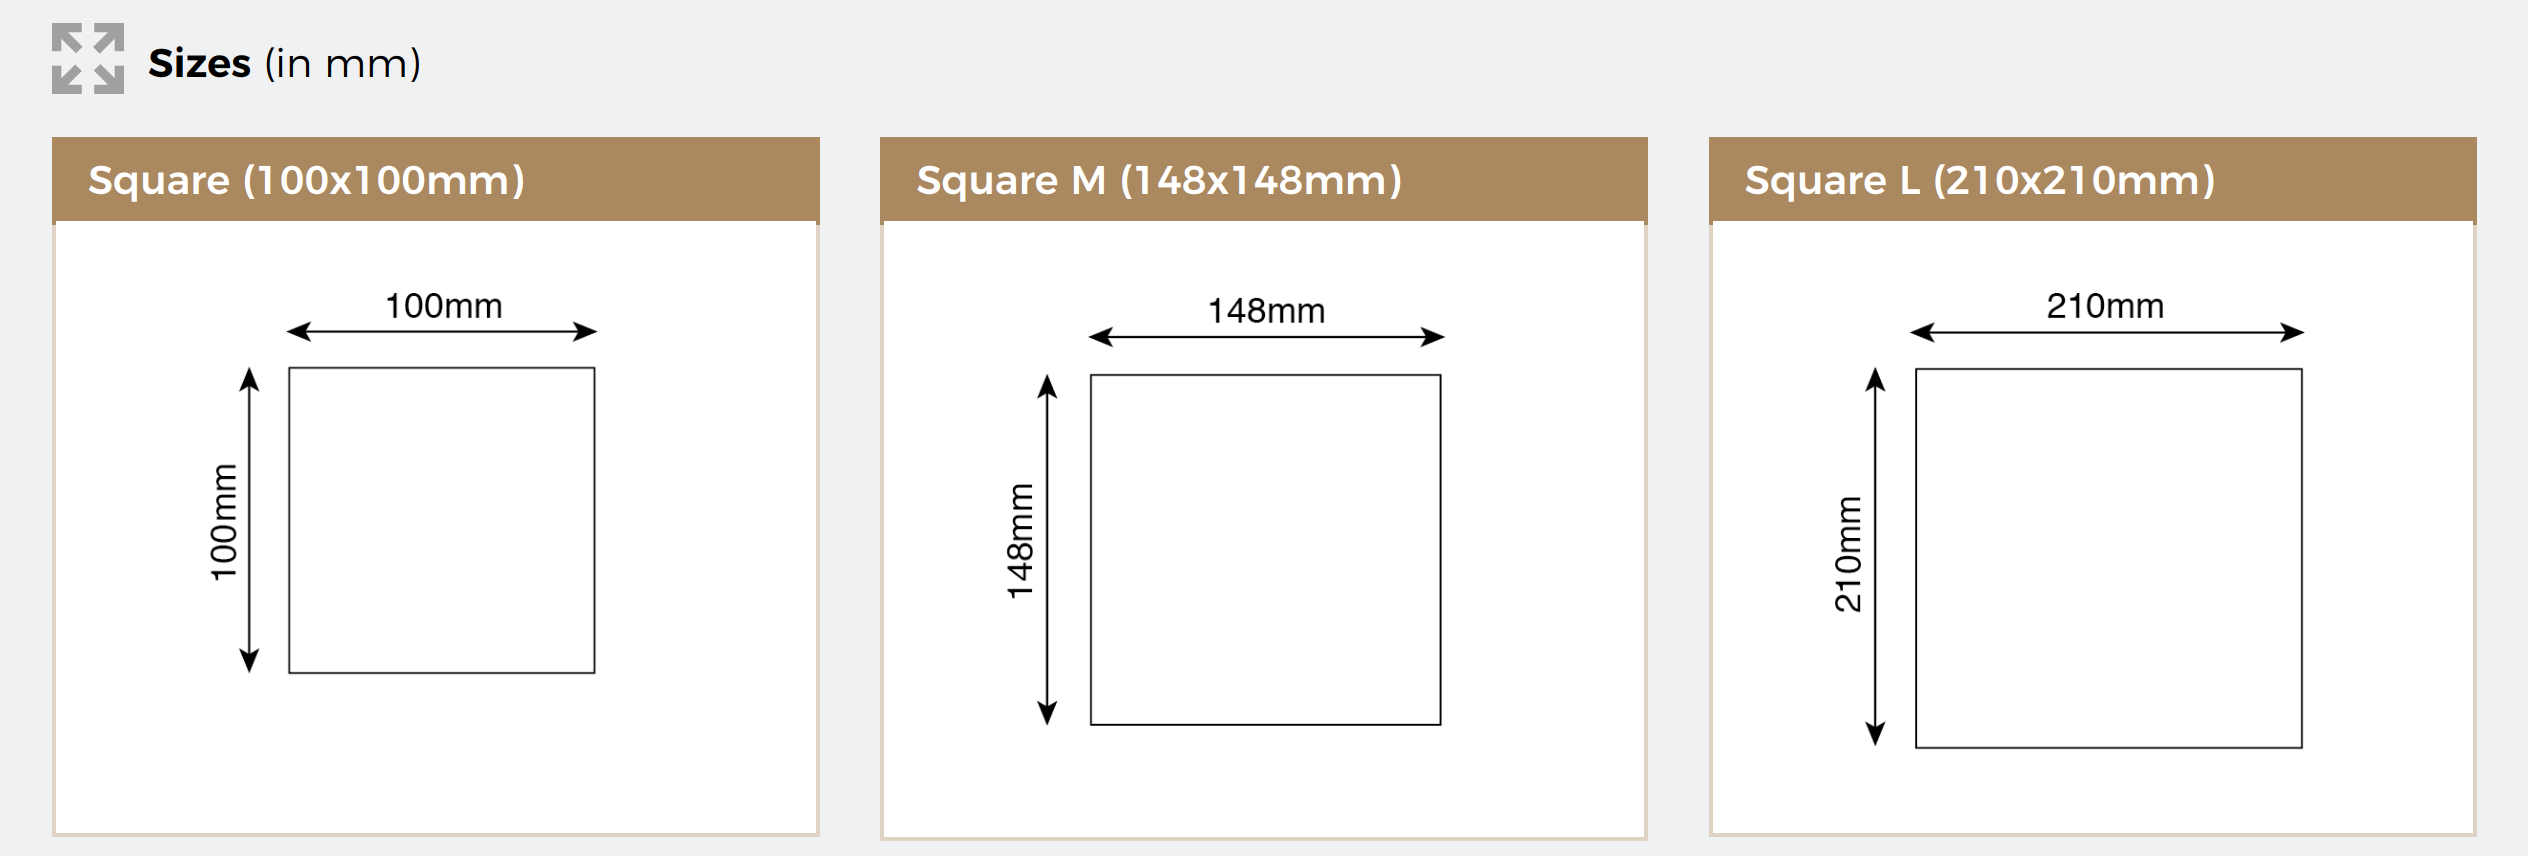 Sizes (in mm)
Square (100x100mm)
100mm
100mm
Square M (148x148mm)
148mm
148mm
Square L (210x210mm)
210mm
210mm